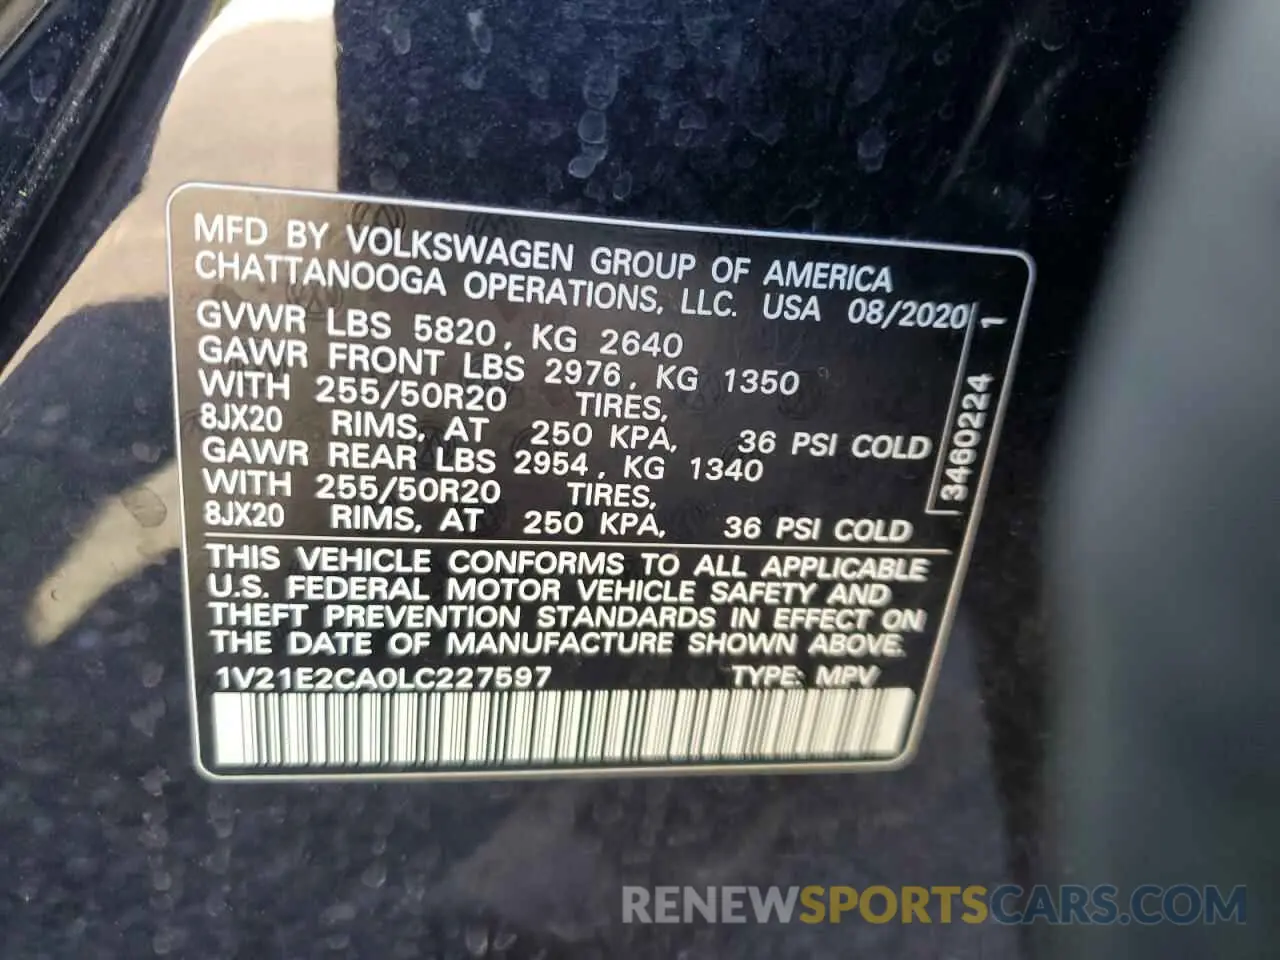 MFD BY VOLKSWAGEN GROUP OF AMERICA
CHATTANOOGA OPERATIONS, LLC. USA 08/2020
GVWR LBS 5820, KG 2640
GAWR FRONT LBS 2976, KG 1350
WITH 255/50R20 TIRES,
8JX20 RIMS, AT 250 KPA, 36 PSI COLD
GAWR REAR LBS 2954, KG 1340
WITH 255/50R20 TIRES,
8JX20 RIMS, AT 250 KPA, 36 PSI COLD
3460224 1
THIS VEHICLE CONFORMS TO ALL APPLICABLE
U.S. FEDERAL MOTOR VEHICLE SAFETY AND
THEFT PREVENTION STANDARDS IN EFFECT ON
THE DATE OF MANUFACTURE SHOWN ABOVE.
1V21E2CA0LC227597 TYPE: MPV
RENEWSPORTSCARS.COM